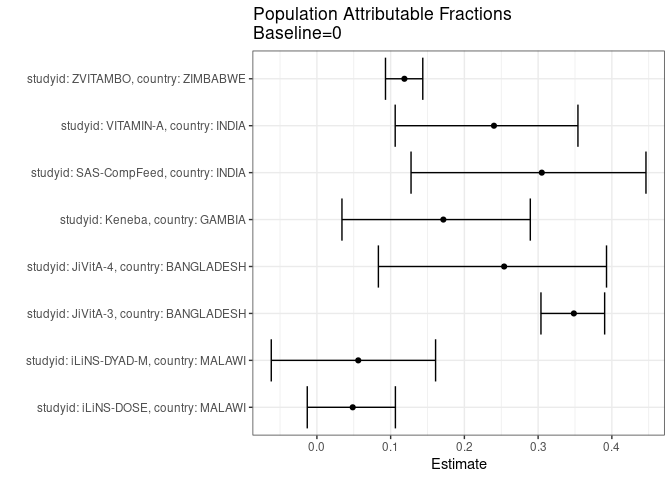 Population Attributable Fractions
Baseline=0
studyid: ZVITAMBO, country: ZIMBABWE
studyid: VITAMIN-A, country: INDIA
studyid: SAS-CompFeed, country: INDIA
studyid: Keneba, country: GAMBIA
studyid: JiVitA-4, country: BANGLADESH
studyid: JiVitA-3, country: BANGLADESH
studyid: iLiNS-DYAD-M, country: MALAWI
studyid: iLiNS-DOSE, country: MALAWI
0.0 0.1 0.2 0.3 0.4
Estimate